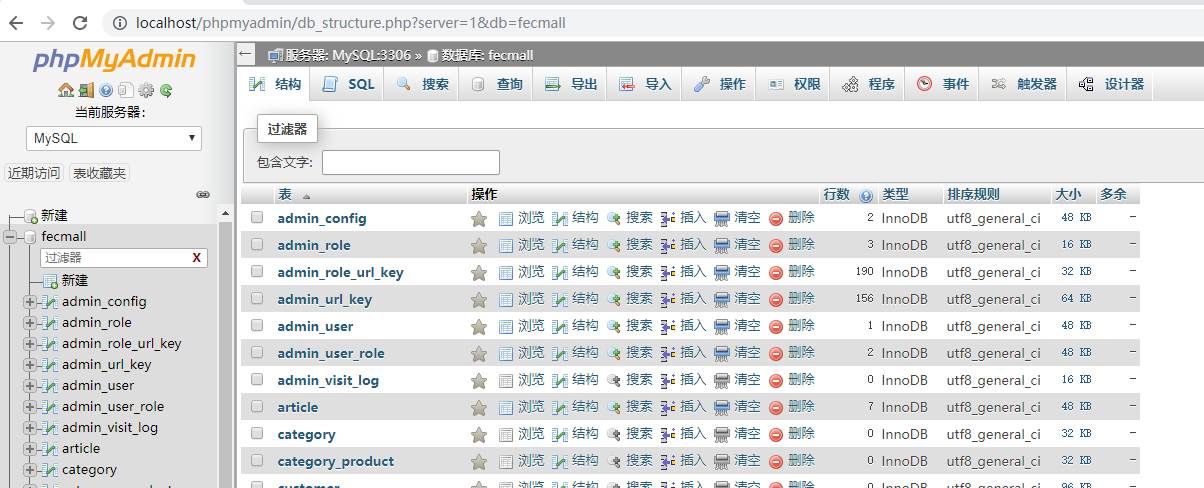 localhost/phpmyadmin/db_structure.php?server=1&db=fecmall
phpMyAdmin
当前服务器:
MySQL
近期访问 表收藏夹
新建
fecmall
过滤器 X
新建
admin_config
admin_role
admin_role_url_key
admin_url_key
admin_user
admin_user_role
admin_visit_log
article
category
服务器: MySQL:3306 » 数据库: fecmall
结构 SQL 搜索 查询 导出 导入 操作 权限 程序 事件 触发器 设计器
过滤器
包含文字:
表 操作 行数 类型 排序规则 大小 多余
admin_config 浏览 结构 搜索 插入 清空 删除 2 InnoDB utf8_general_ci 48 KB -
admin_role 浏览 结构 搜索 插入 清空 删除 3 InnoDB utf8_general_ci 16 KB -
admin_role_url_key 浏览 结构 搜索 插入 清空 删除 190 InnoDB utf8_general_ci 32 KB -
admin_url_key 浏览 结构 搜索 插入 清空 删除 156 InnoDB utf8_general_ci 64 KB -
admin_user 浏览 结构 搜索 插入 清空 删除 1 InnoDB utf8_general_ci 48 KB -
admin_user_role 浏览 结构 搜索 插入 清空 删除 2 InnoDB utf8_general_ci 48 KB -
admin_visit_log 浏览 结构 搜索 插入 清空 删除 0 InnoDB utf8_general_ci 16 KB -
article 浏览 结构 搜索 插入 清空 删除 7 InnoDB utf8_general_ci 48 KB -
category 浏览 结构 搜索 插入 清空 删除 0 InnoDB utf8_general_ci 32 KB -
category_product 浏览 结构 搜索 插入 清空 删除 0 InnoDB utf8_general_ci 32 KB -
customer 浏览 结构 搜索 插入 清空 删除 0 InnoDB utf8_general_ci 96 KB -